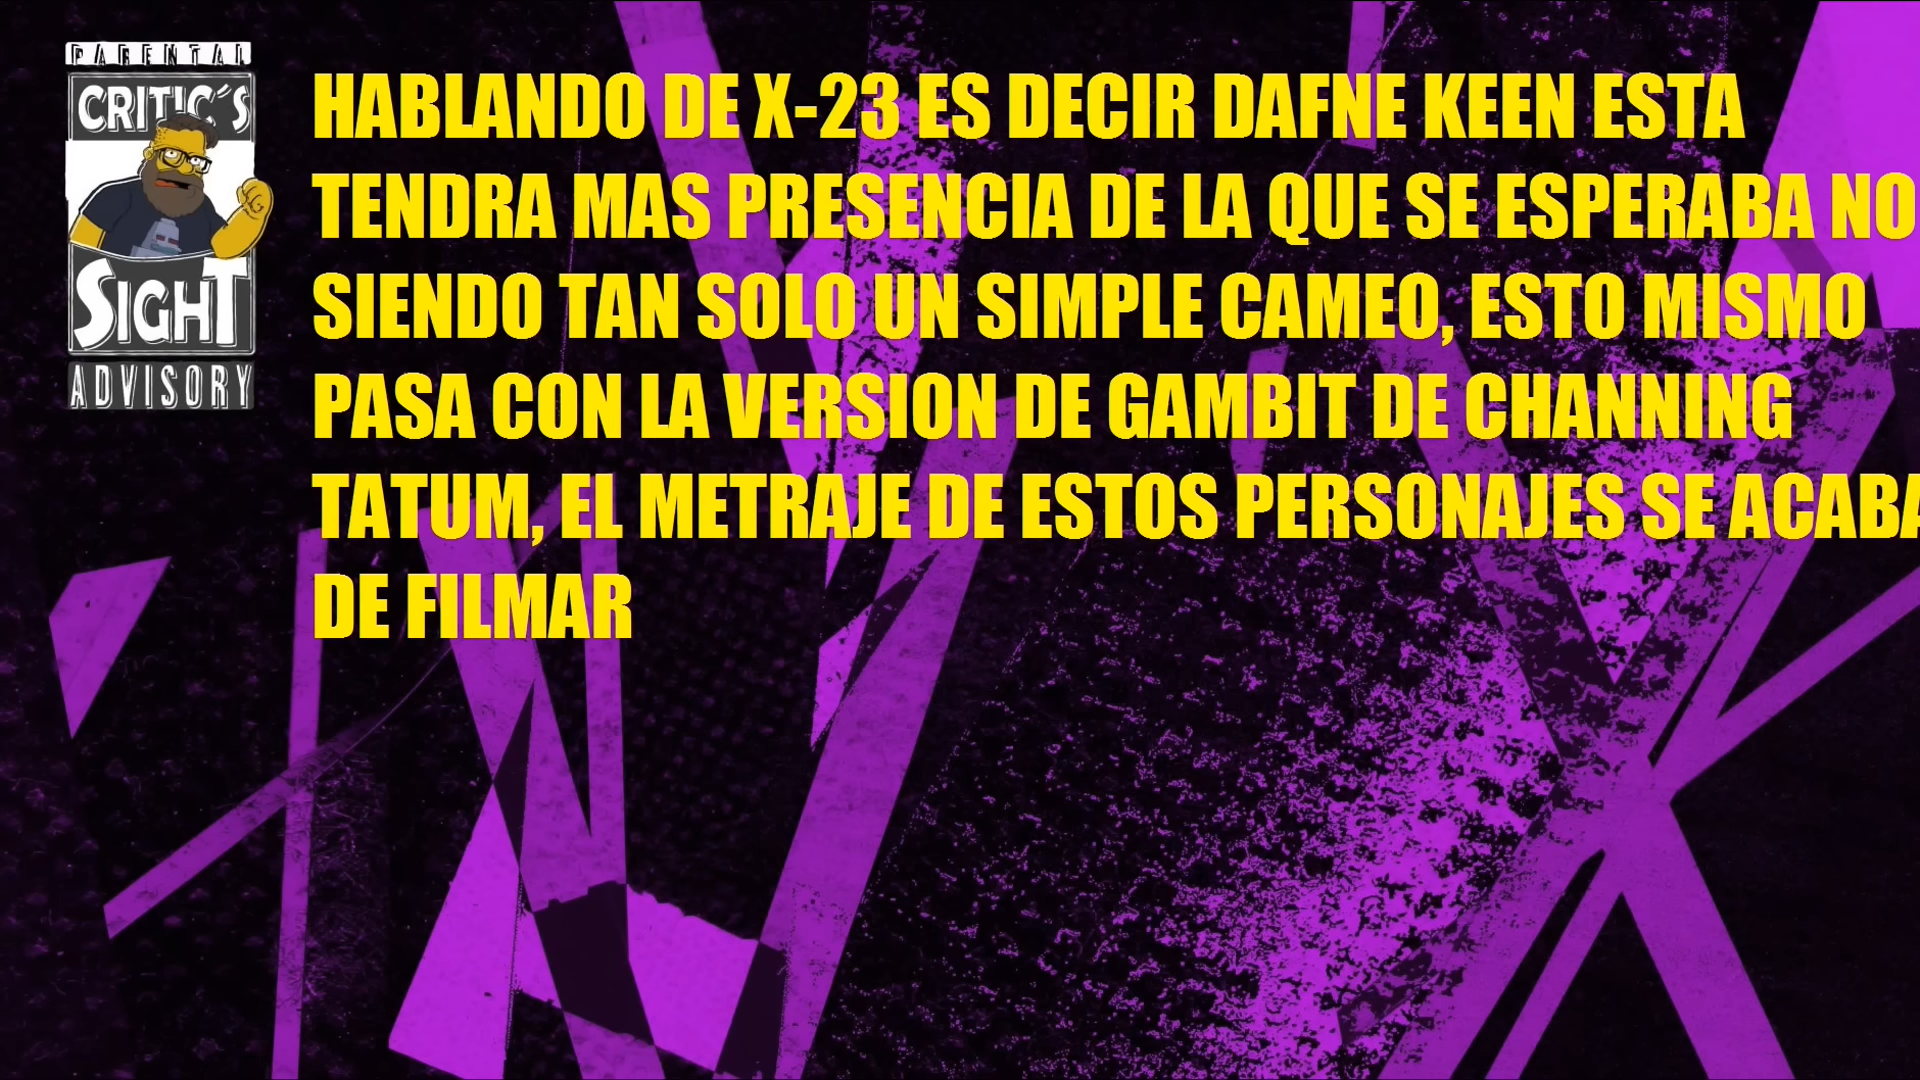 PARENTAL
CRITIC´S
SIGHT
ADVISORY
HABLANDO DE X-23 ES DECIR DAFNE KEEN ESTA
TENDRA MAS PRESENCIA DE LA QUE SE ESPERABA NO
SIENDO TAN SOLO UN SIMPLE CAMEO, ESTO MISMO
PASA CON LA VERSION DE GAMBIT DE CHANNING
TATUM, EL METRAJE DE ESTOS PERSONAJES SE ACABA
DE FILMAR